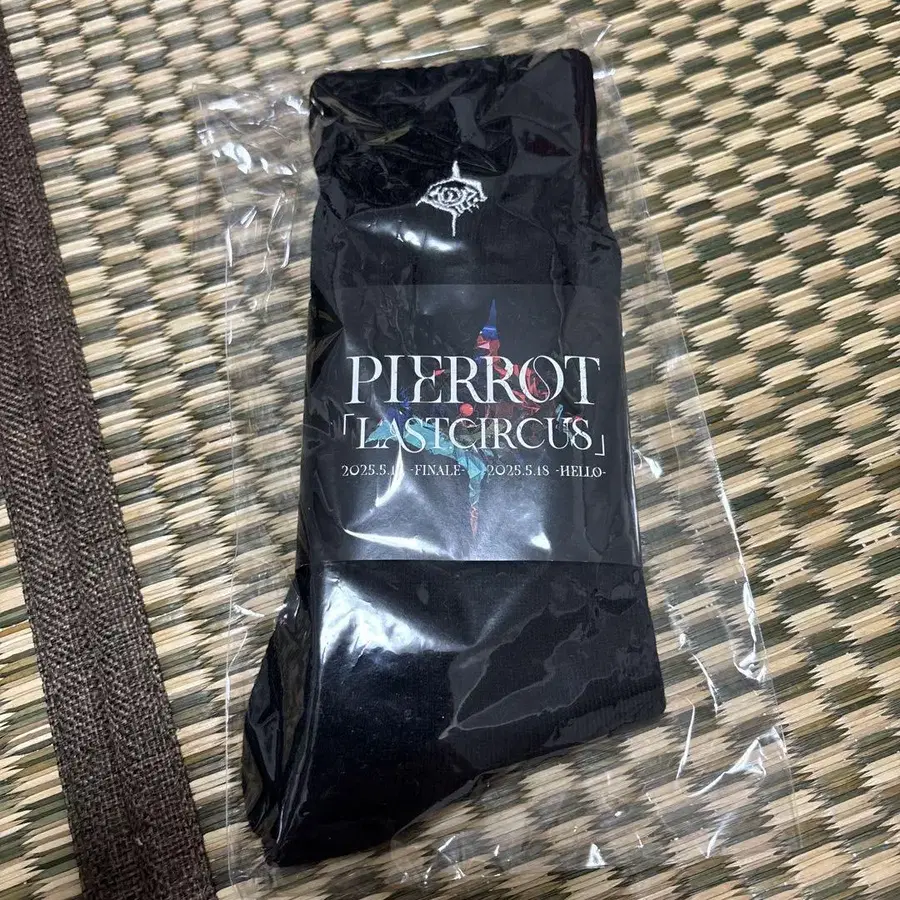 PIERROT
「LASTCIRCUS」
-FINALE- 2025.5.18 -HELLO-